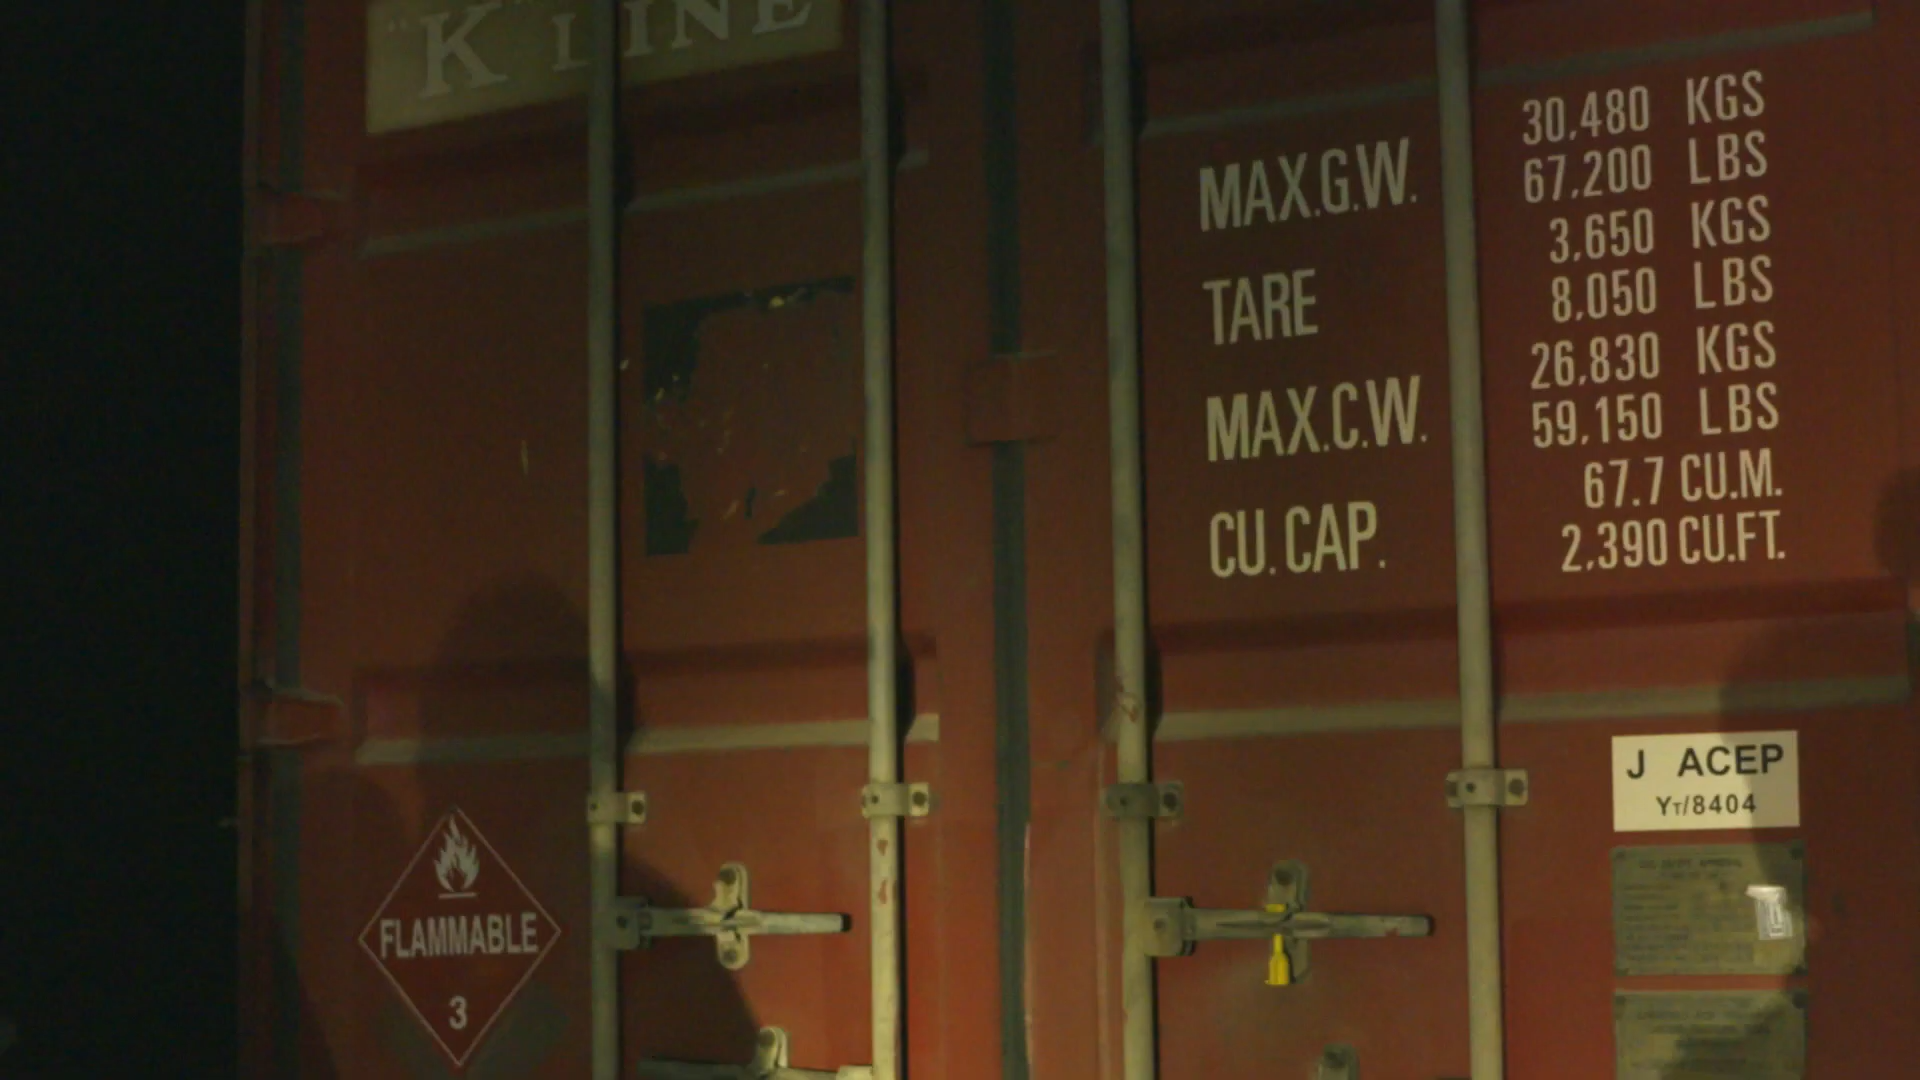 "K" LINE
MAX.G.W. 30,480 KGS
67,200 LBS
TARE 3,650 KGS
8,050 LBS
MAX.C.W. 26,830 KGS
59,150 LBS
CU.CAP. 67.7 CU.M.
2,390 CU.FT.
J ACEP
YT/8404
FLAMMABLE
3